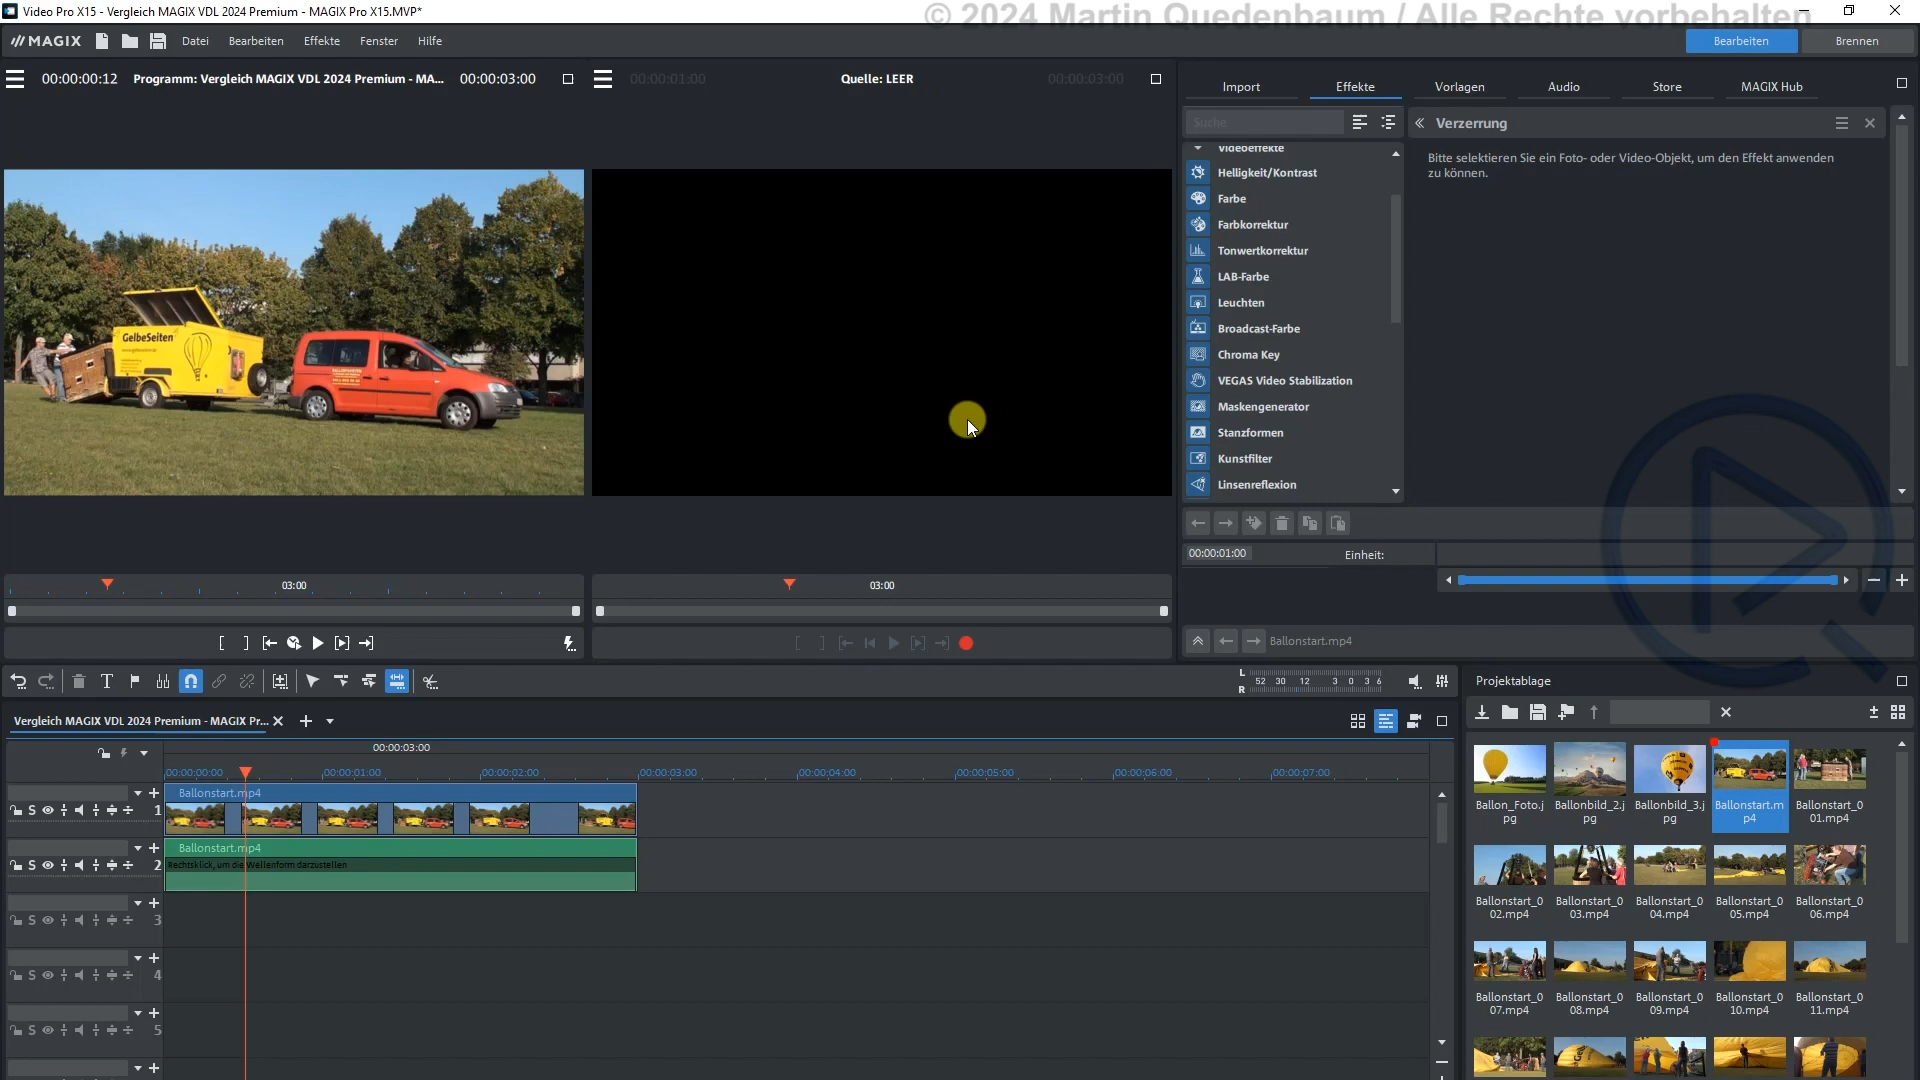 Video Pro X15 - Vergleich MAGIX VDL 2024 Premium - MAGIX Pro X15.MVP*
© 2024 Martin Quedenbaum / Alle Rechte vorbehalten
MAGIX Datei Bearbeiten Effekte Fenster Hilfe Bearbeiten Brennen
00:00:00:12 Programm: Vergleich MAGIX VDL 2024 Premium - MA... 00:00:03:00
00:00:01:00 Quelle: LEER 00:00:03:00
Import Effekte Vorlagen Audio Store MAGIX Hub
Suche
Verzerrung
Bitte selektieren Sie ein Foto- oder Video-Objekt, um den Effekt anwenden
zu können.
Videoeffekte
Helligkeit/Kontrast
Farbe
Farbkorrektur
Tonwertkorrektur
LAB-Farbe
Leuchten
Broadcast-Farbe
Chroma Key
VEGAS Video Stabilization
Maskengenerator
Stanzformen
Kunstfilter
Linsenreflexion
GelbeSeiten
00:00:01:00 Einheit:
03:00
03:00
Ballonstart.mp4
L
52 30 12 3 0 3 6
R
Projektablage
Vergleich MAGIX VDL 2024 Premium - MAGIX Pr...
00:00:03:00
00:00:00:00 00:00:01:00 00:00:02:00 00:00:03:00 00:00:04:00 00:00:05:00 00:00:06:00 00:00:07:00
Ballonstart.mp4
S 1
Ballonstart.mp4
Rechtsklick, um die Wellenform darzustellen
S 2
S 3
S 4
S 5
Ballon_Foto.j
pg
Ballonbild_2.j
pg
Ballonbild_3.j
pg
Ballonstart.m
p4
Ballonstart_0
01.mp4
Ballonstart_0
02.mp4
Ballonstart_0
03.mp4
Ballonstart_0
04.mp4
Ballonstart_0
05.mp4
Ballonstart_0
06.mp4
Ballonstart_0
07.mp4
Ballonstart_0
08.mp4
Ballonstart_0
09.mp4
Ballonstart_0
10.mp4
Ballonstart_0
11.mp4